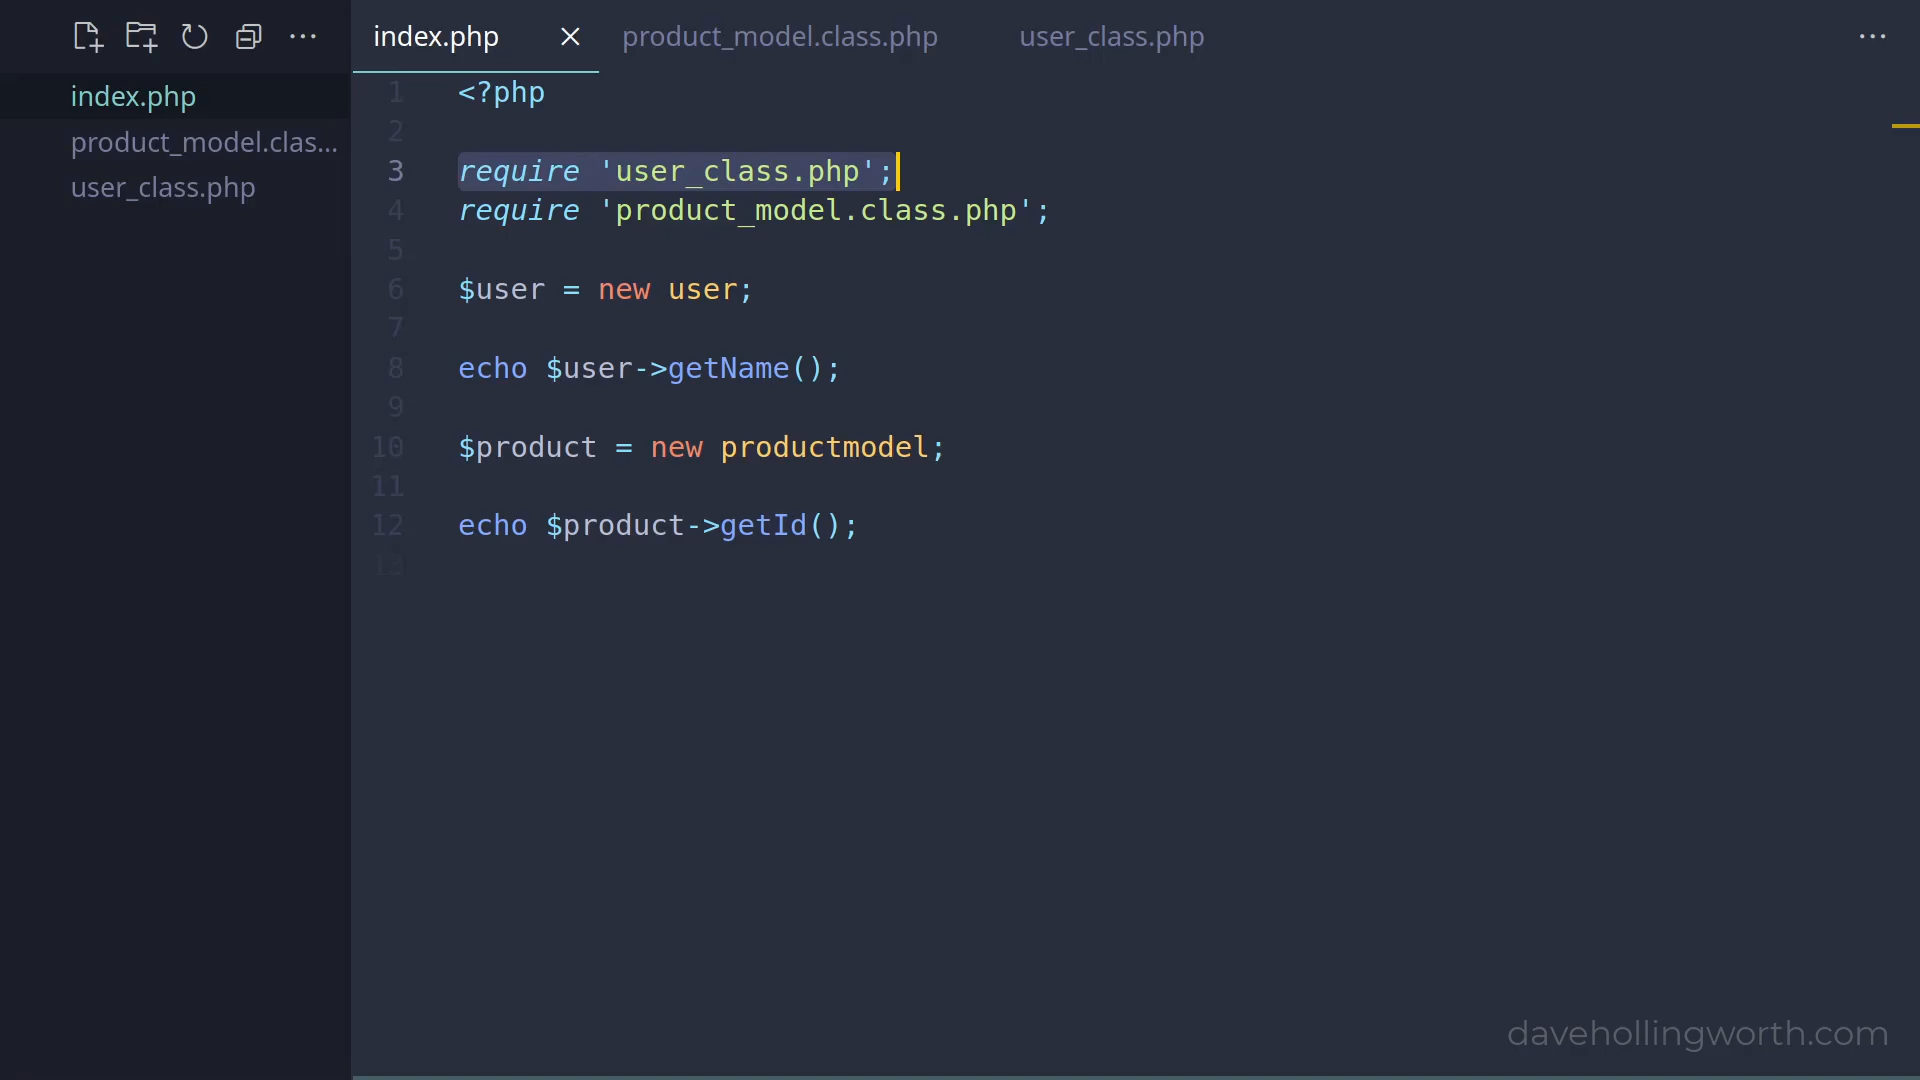 index.php
product_model.clas...
user_class.php
index.php product_model.class.php user_class.php
1 <?php
2
3 require 'user_class.php';
4 require 'product_model.class.php';
5
6 $user = new user;
7
8 echo $user->getName();
9
10 $product = new productmodel;
11
12 echo $product->getId();
13
davehollingworth.com